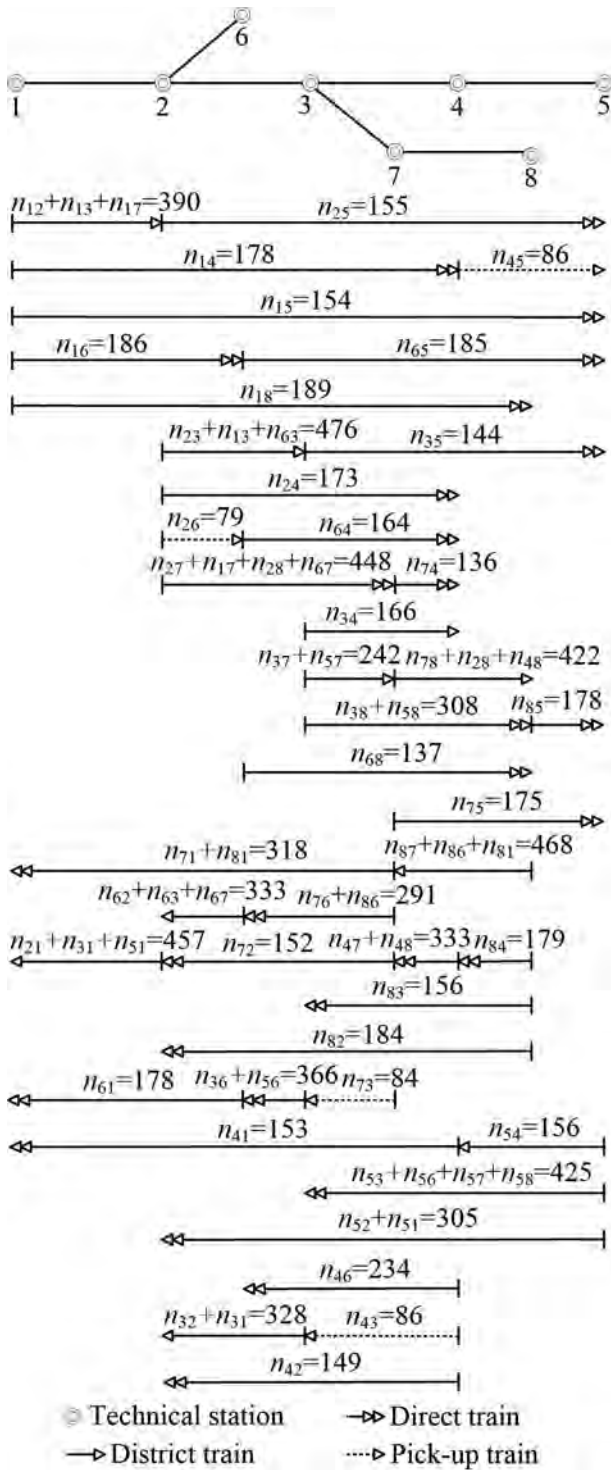 6
1 2 3 4 5
7 8
n₁₂+n₁₃+n₁₇=390 n₂₅=155
n₁₄=178 n₄₅=86
n₁₅=154
n₁₆=186 n₆₅=185
n₁₈=189
n₂₃+n₁₃+n₆₃=476 n₃₅=144
n₂₄=173
n₂₆=79 n₆₄=164
n₂₇+n₁₇+n₂₈+n₆₇=448 n₇₄=136
n₃₄=166
n₃₇+n₅₇=242 n₇₈+n₂₈+n₄₈=422
n₃₈+n₅₈=308 n₈₅=178
n₆₈=137
n₇₅=175
n₇₁+n₈₁=318 n₈₇+n₈₆+n₈₁=468
n₆₂+n₆₃+n₆₇=333 n₇₆+n₈₆=291
n₂₁+n₃₁+n₅₁=457 n₇₂=152 n₄₇+n₄₈=333 n₈₄=179
n₈₃=156
n₈₂=184
n₆₁=178 n₃₆+n₅₆=366 n₇₃=84
n₄₁=153 n₅₄=156
n₅₃+n₅₆+n₅₇+n₅₈=425
n₅₂+n₅₁=305
n₄₆=234
n₃₂+n₃₁=328 n₄₃=86
n₄₂=149
Technical station Direct train
District train Pick-up train